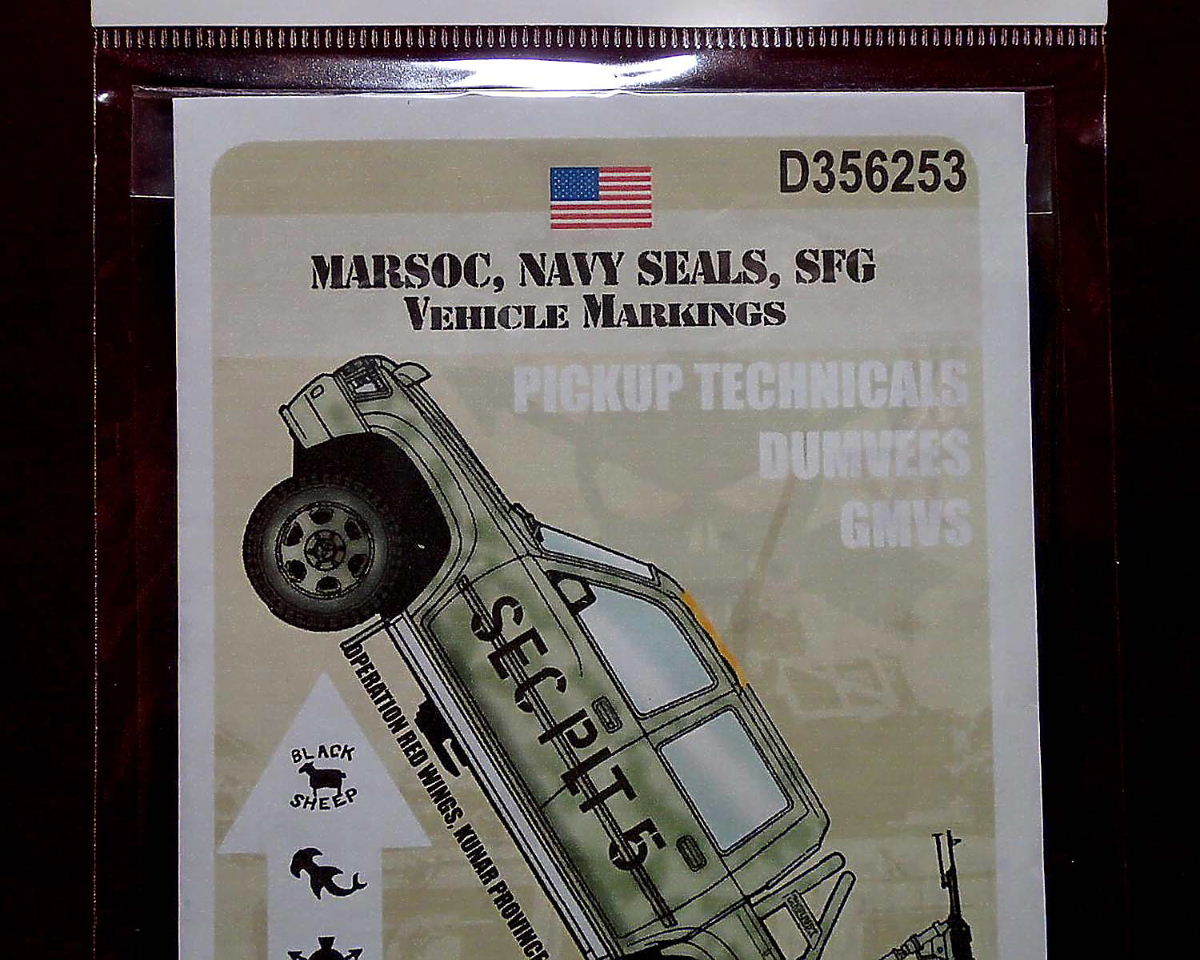 D356253
MARSOC, NAVY SEALS, SFG
VEHICLE MARKINGS
PICKUP TECHNICALS
DUMVEES
GMVS
SEC PLT 5
OPERATION RED WINGS, KUNAR PROVINCE
BLACK
SHEEP